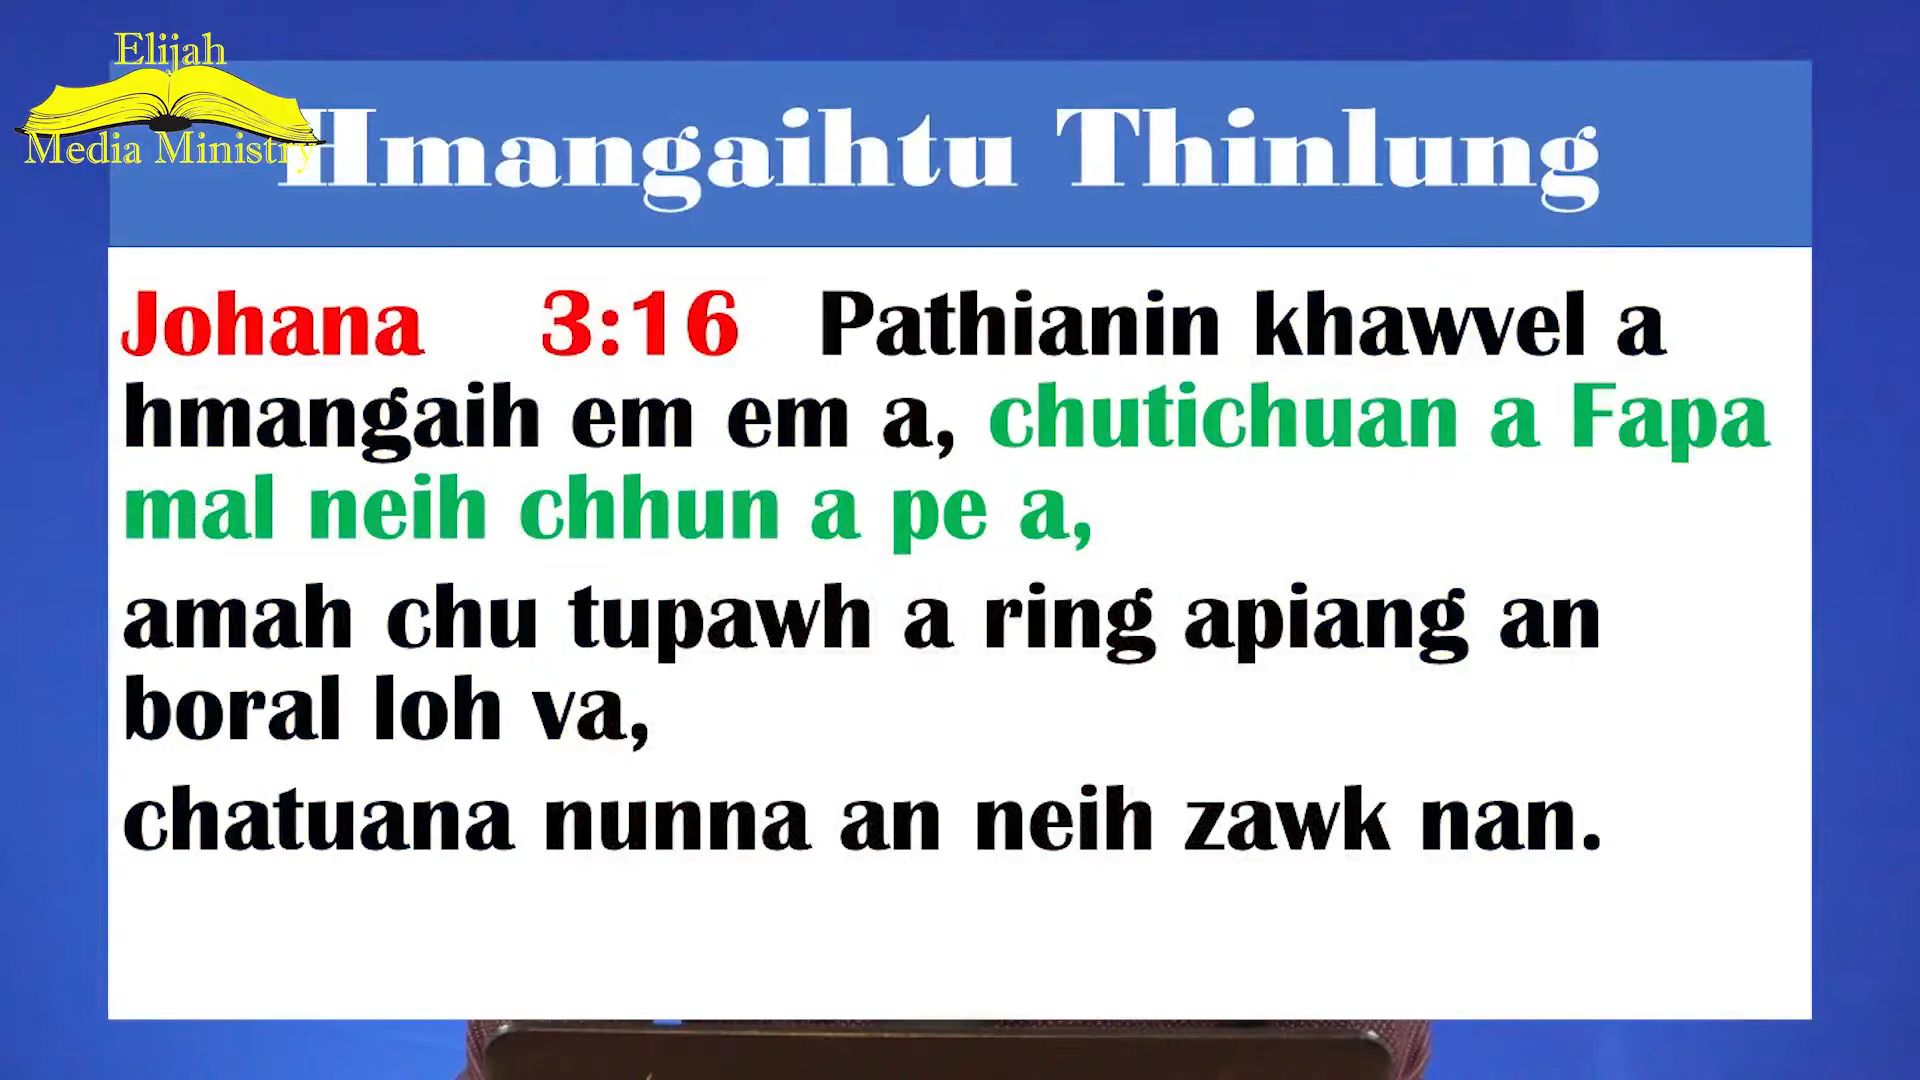 Elijah
Media Ministry
Hmangaihtu Thinlung
Johana 3:16 Pathianin khawvel a
hmangaih em em a, chutichuan a Fapa
mal neih chhun a pe a,
amah chu tupawh a ring apiang an
boral loh va,
chatuana nunna an neih zawk nan.